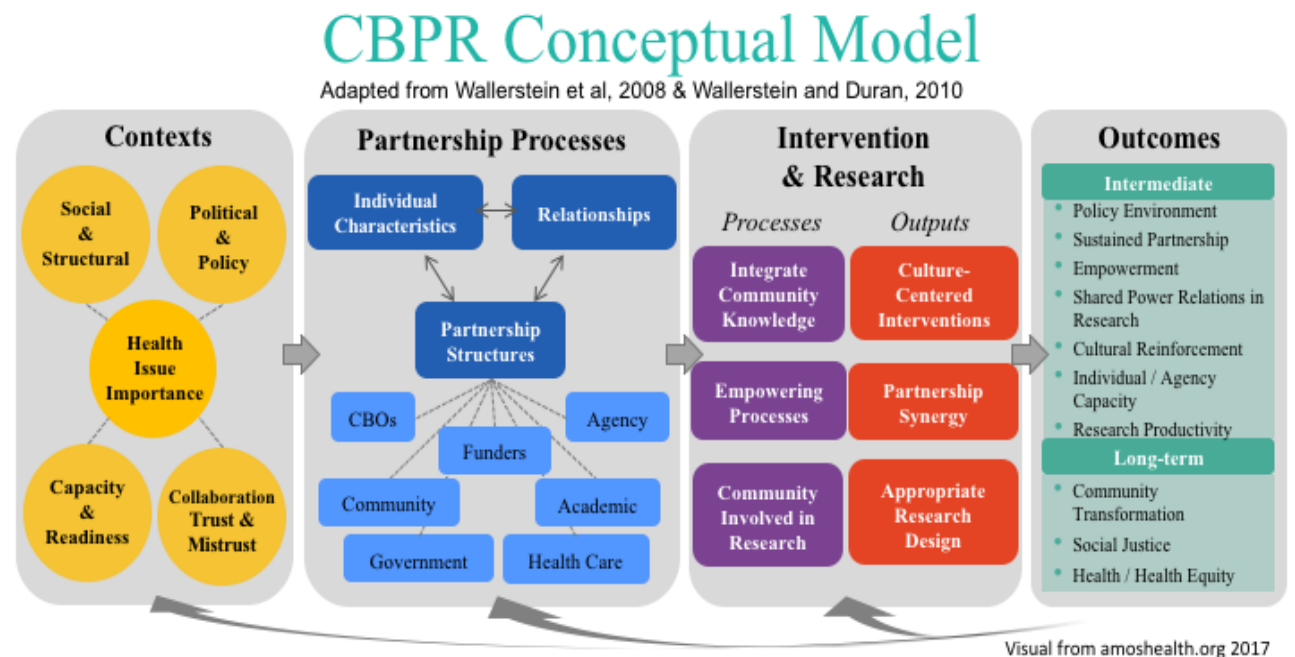 CBPR Conceptual Model
Adapted from Wallerstein et al, 2008 & Wallerstein and Duran, 2010
Contexts
Social
&
Structural
Political
&
Policy
Health
Issue
Importance
Capacity
&
Readiness
Collaboration
Trust &
Mistrust
Partnership Processes
Individual
Characteristics
Relationships
Partnership
Structures
CBOs
Agency
Funders
Community
Academic
Government
Health Care
Intervention
& Research
Processes
Outputs
Integrate
Community
Knowledge
Culture-
Centered
Interventions
Empowering
Processes
Partnership
Synergy
Community
Involved in
Research
Appropriate
Research
Design
Outcomes
Intermediate
• Policy Environment
• Sustained Partnership
• Empowerment
• Shared Power Relations in
Research
• Cultural Reinforcement
• Individual / Agency
Capacity
• Research Productivity
Long-term
• Community
Transformation
• Social Justice
• Health / Health Equity
Visual from amoshealth.org 2017